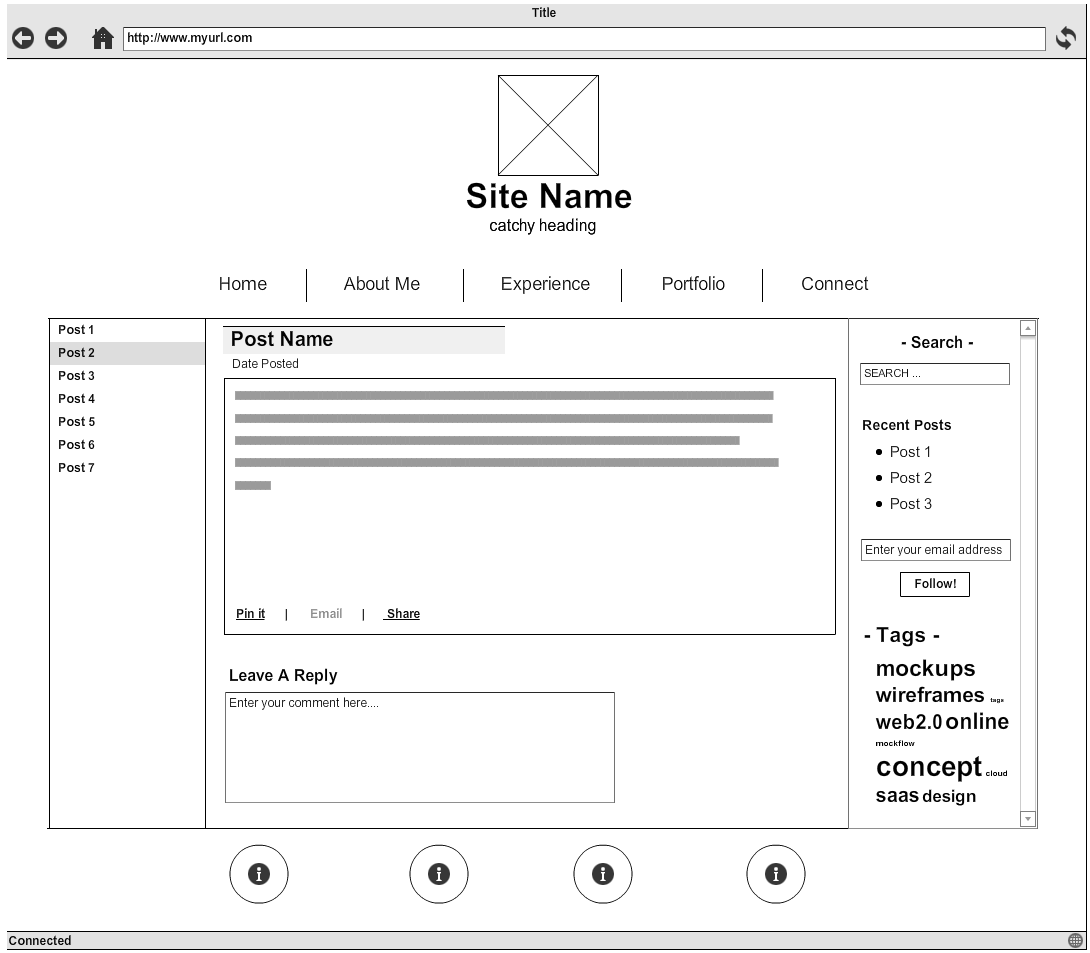 Title
http://www.myurl.com
Site Name
catchy heading
Home | About Me | Experience | Portfolio | Connect
Post 1
Post 2
Post 3
Post 4
Post 5
Post 6
Post 7
Post Name
Date Posted
Pin it | Email | Share
Leave A Reply
Enter your comment here....
- Search -
SEARCH ...
Recent Posts
• Post 1
• Post 2
• Post 3
Enter your email address
Follow!
- Tags -
mockups
wireframes tags
web2.0 online
mockflow
concept cloud
saas design
i i i i
Connected